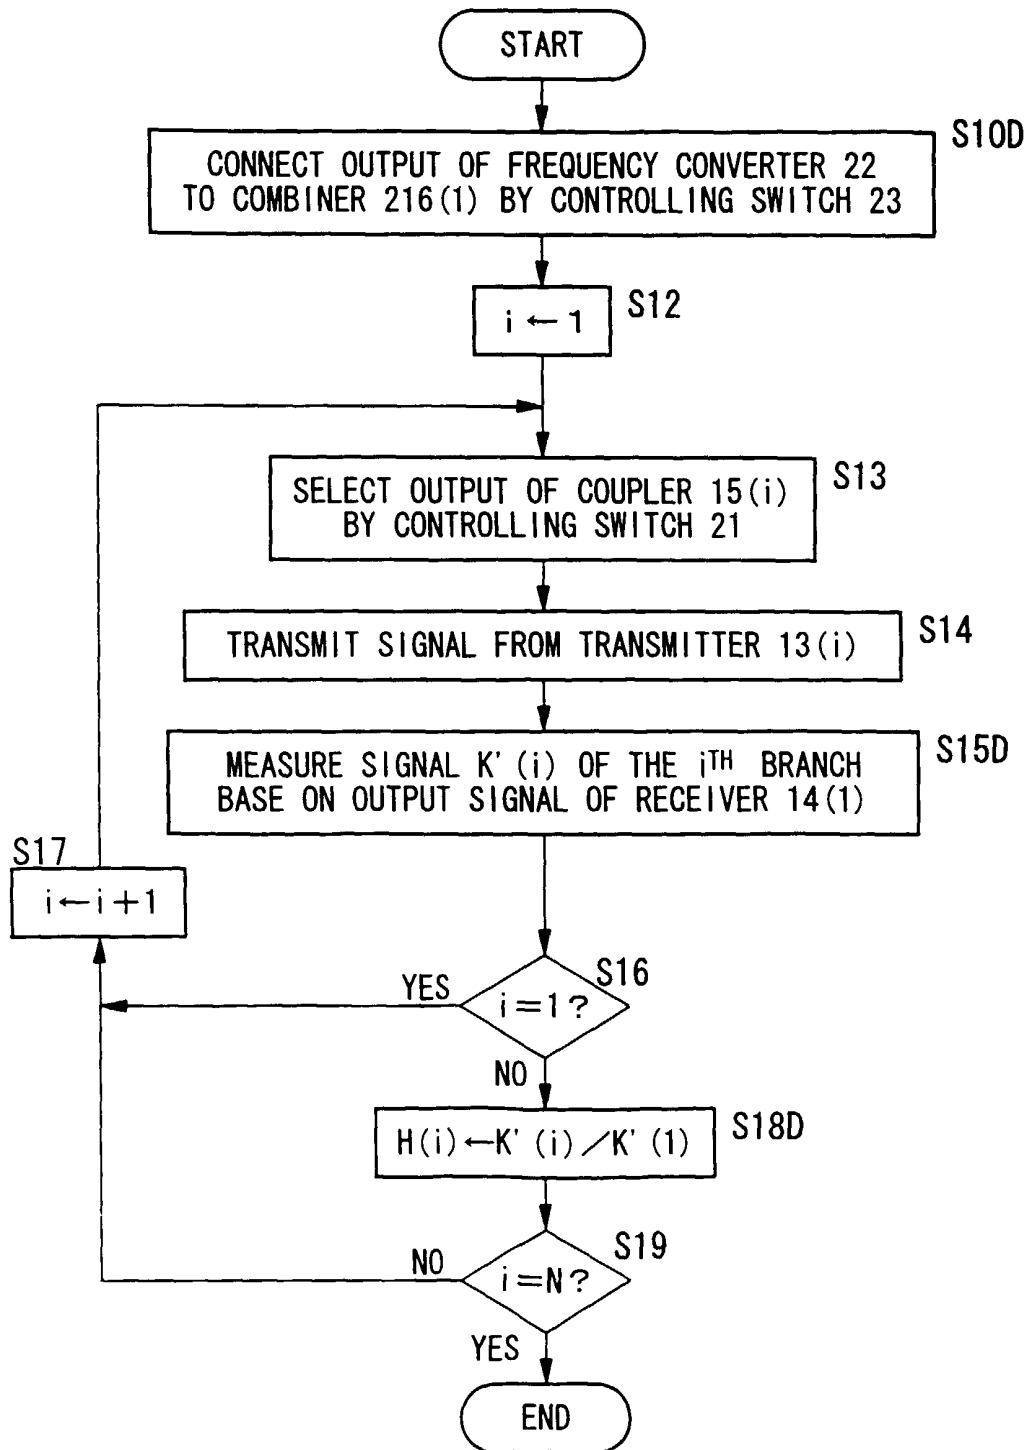 START
S10D
CONNECT OUTPUT OF FREQUENCY CONVERTER 22
TO COMBINER 216(1) BY CONTROLLING SWITCH 23
S12
i ← 1
S13
SELECT OUTPUT OF COUPLER 15(i)
BY CONTROLLING SWITCH 21
S14
TRANSMIT SIGNAL FROM TRANSMITTER 13(i)
S15D
MEASURE SIGNAL K'(i) OF THE iTH BRANCH
BASE ON OUTPUT SIGNAL OF RECEIVER 14(1)
S17
i←i+1
S16
YES
i=1?
NO
S18D
H(i)←K'(i)/K'(1)
S19
NO
i=N?
YES
END